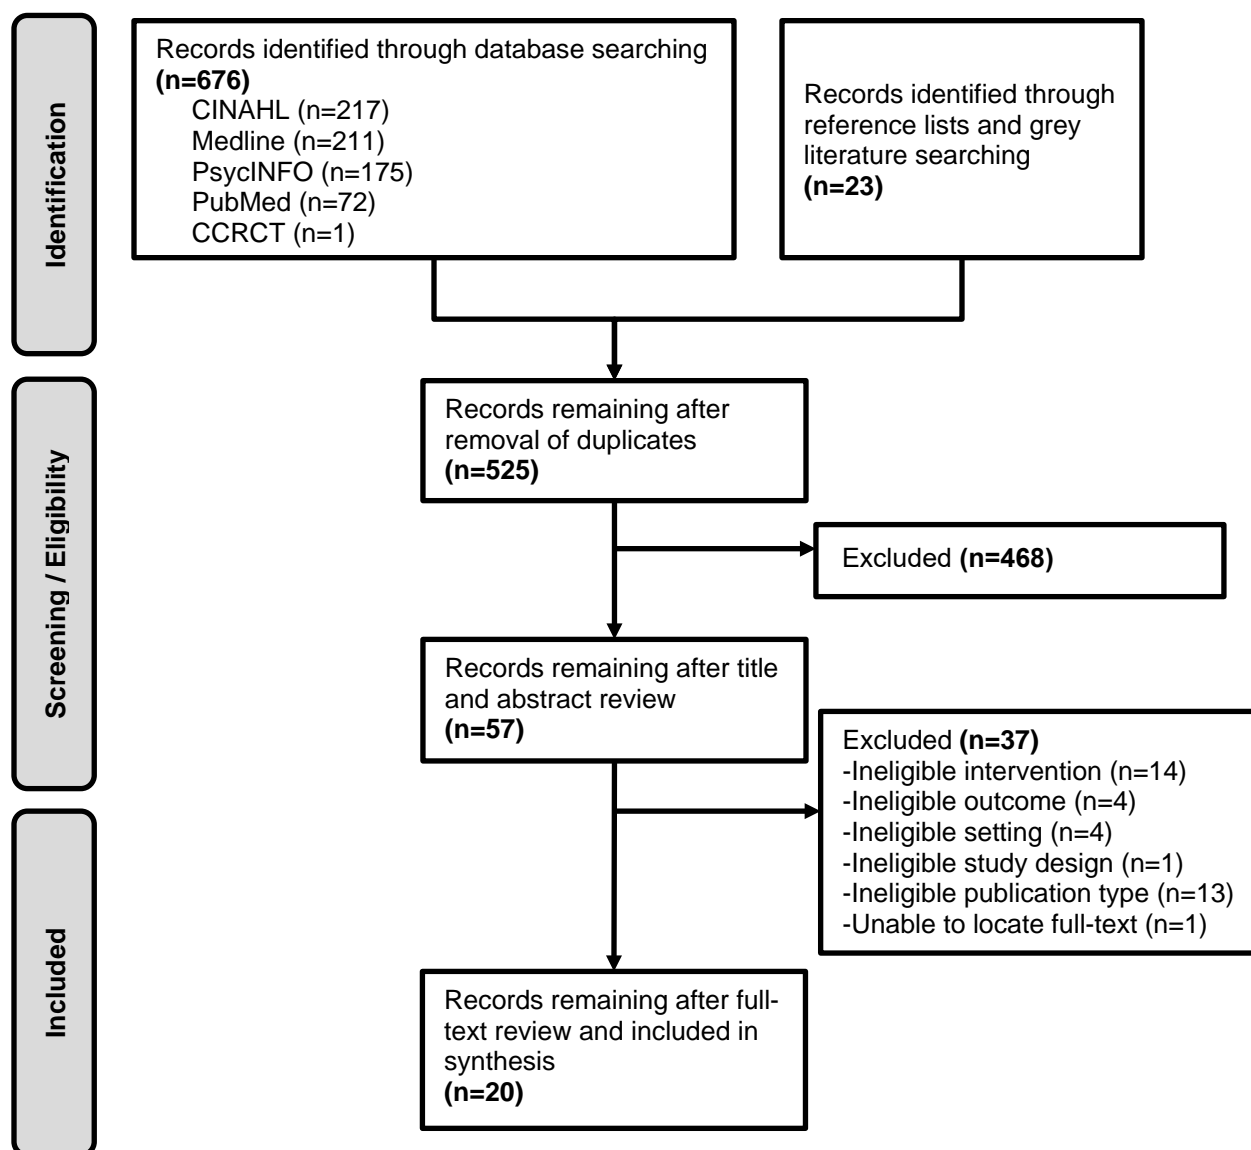 Identification
Records identified through database searching
(n=676)
CINAHL (n=217)
Medline (n=211)
PsycINFO (n=175)
PubMed (n=72)
CCRCT (n=1)
Records identified through
reference lists and grey
literature searching
(n=23)
Screening / Eligibility
Records remaining after
removal of duplicates
(n=525)
Excluded (n=468)
Records remaining after title
and abstract review
(n=57)
Excluded (n=37)
-Ineligible intervention (n=14)
-Ineligible outcome (n=4)
-Ineligible setting (n=4)
-Ineligible study design (n=1)
-Ineligible publication type (n=13)
-Unable to locate full-text (n=1)
Included
Records remaining after full-
text review and included in
synthesis
(n=20)